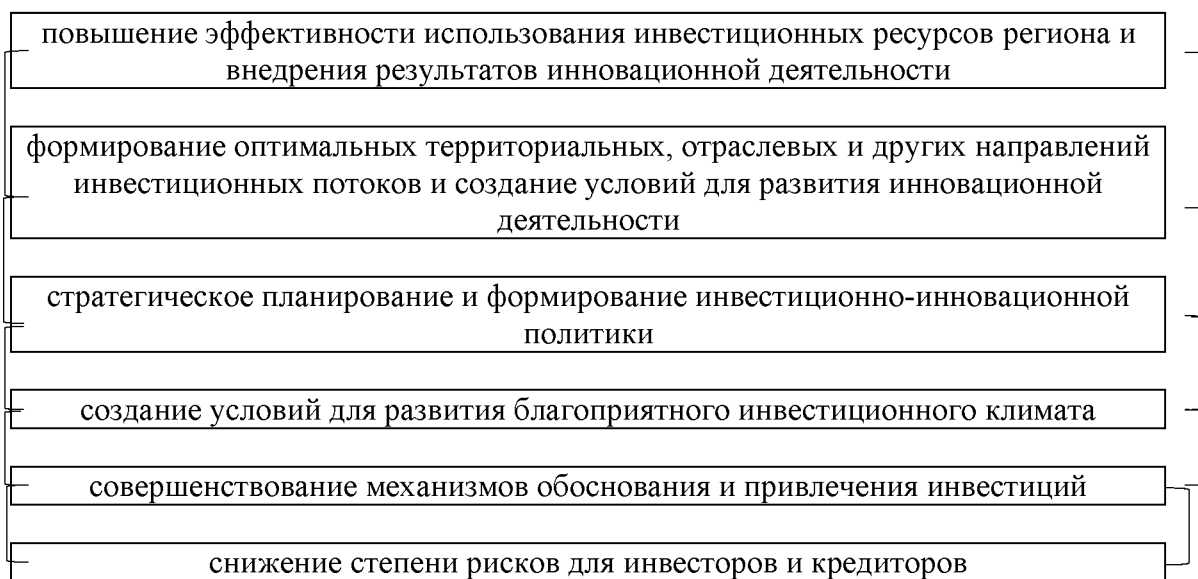 повышение эффективности использования инвестиционных ресурсов региона и
внедрения результатов инновационной деятельности
формирование оптимальных территориальных, отраслевых и других направлений
инвестиционных потоков и создание условий для развития инновационной
деятельности
стратегическое планирование и формирование инвестиционно-инновационной
политики
создание условий для развития благоприятного инвестиционного климата
совершенствование механизмов обоснования и привлечения инвестиций
снижение степени рисков для инвесторов и кредиторов